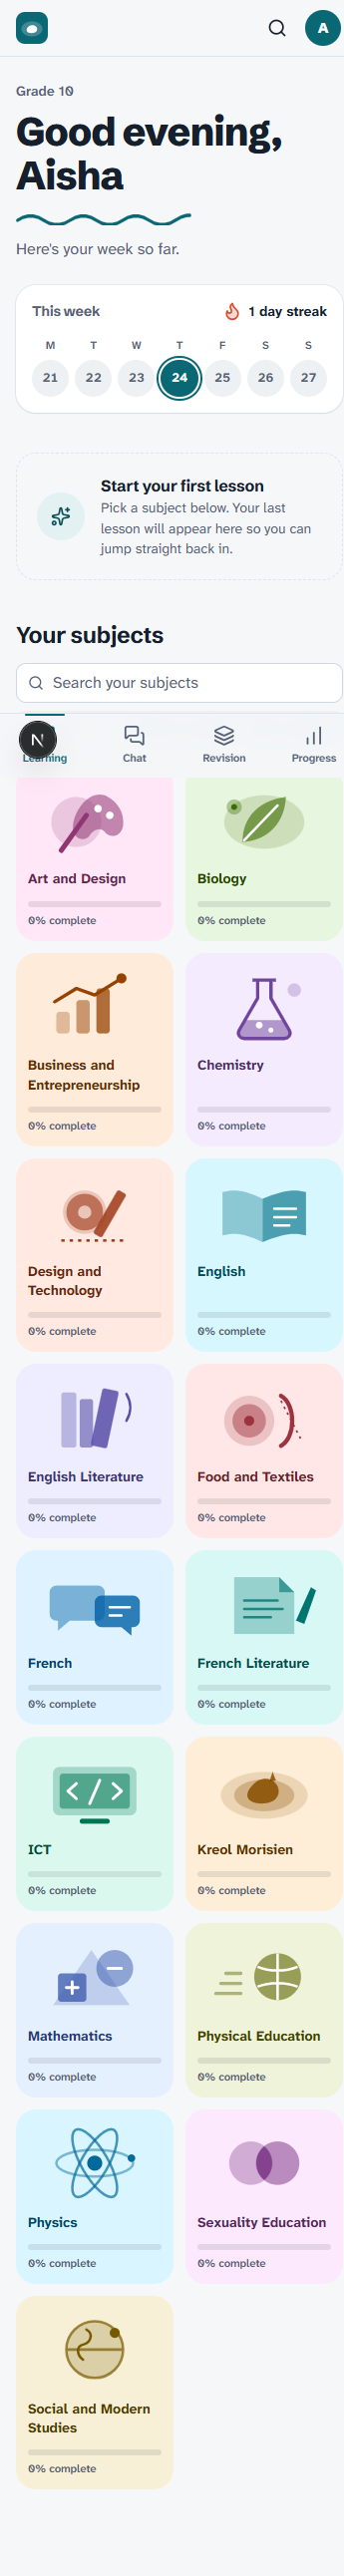 A
Grade 10
Good evening,
Aisha
Here's your week so far.
This week
1 day streak
M T W T F S S
21 22 23 24 25 26 27
Start your first lesson
Pick a subject below. Your last
lesson will appear here so you can
jump straight back in.
Your subjects
Search your subjects
N
Learning Chat Revision Progress
Art and Design
0% complete
Biology
0% complete
Business and
Entrepreneurship
0% complete
Chemistry
0% complete
Design and
Technology
0% complete
English
0% complete
English Literature
0% complete
Food and Textiles
0% complete
French
0% complete
French Literature
0% complete
ICT
0% complete
Kreol Morisien
0% complete
Mathematics
0% complete
Physical Education
0% complete
Physics
0% complete
Sexuality Education
0% complete
Social and Modern
Studies
0% complete